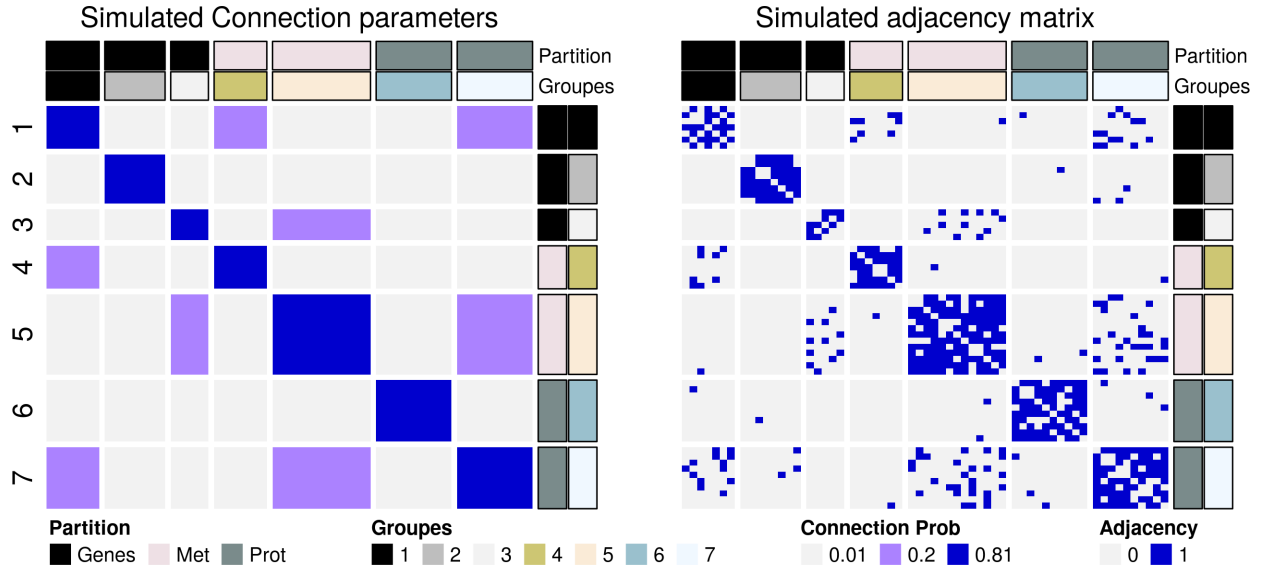 Simulated Connection parameters
Simulated adjacency matrix
Partition
Partition
Groupes
Groupes
1
2
3
4
5
6
7
Partition
Groupes
Connection Prob
Adjacency
Genes Met Prot
1 2 3 4 5 6 7
0.01 0.2 0.81
0 1